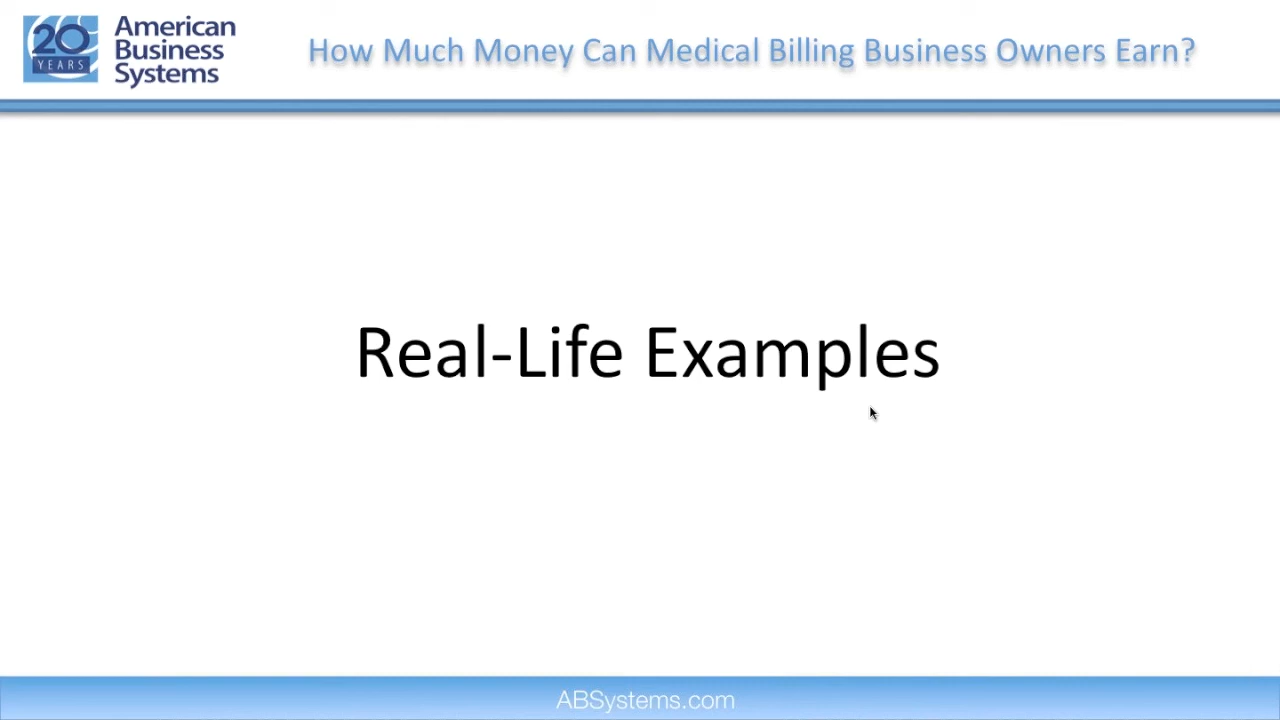 20
YEARS
American
Business
Systems
How Much Money Can Medical Billing Business Owners Earn?
Real-Life Examples
ABSystems.com